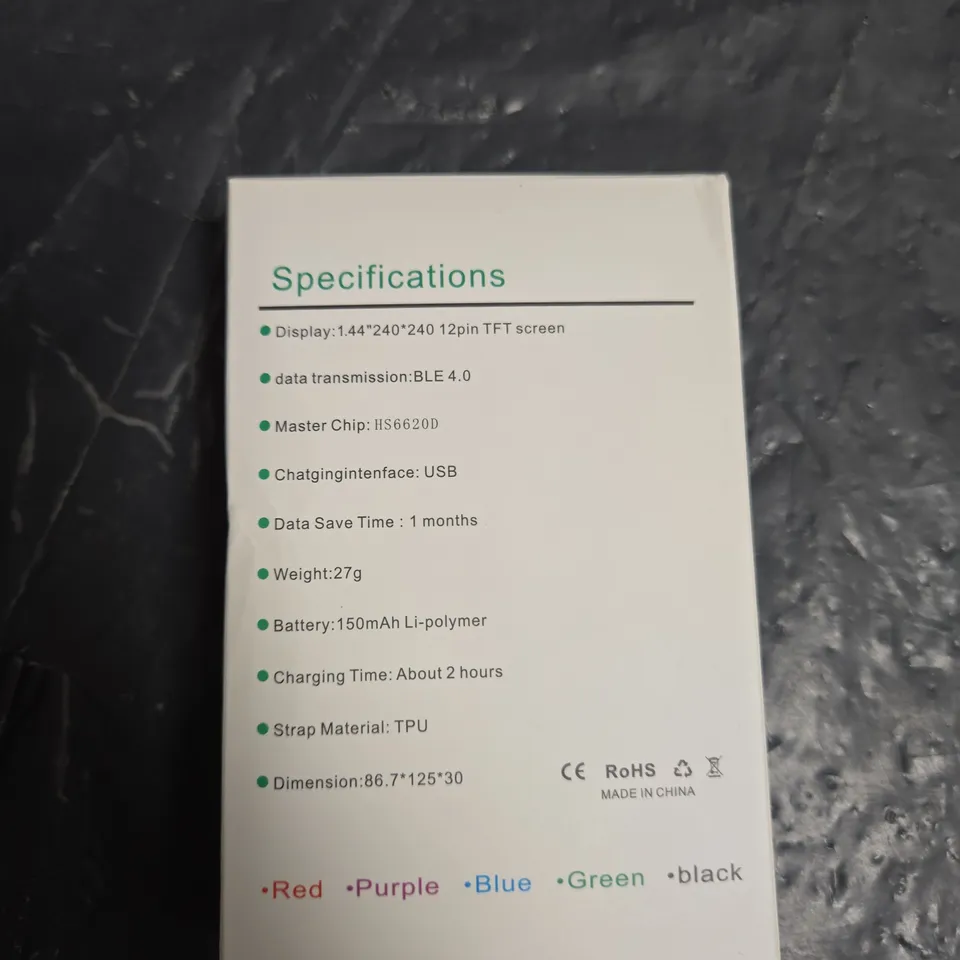 Specifications
Display:1.44"240*240 12pin TFT screen
data transmission:BLE 4.0
Master Chip: HS6620D
Chatgingintenface: USB
Data Save Time : 1 months
Weight:27g
Battery:150mAh Li-polymer
Charging Time: About 2 hours
Strap Material: TPU
Dimension:86.7*125*30
CE RoHS
MADE IN CHINA
•Red •Purple •Blue •Green •black